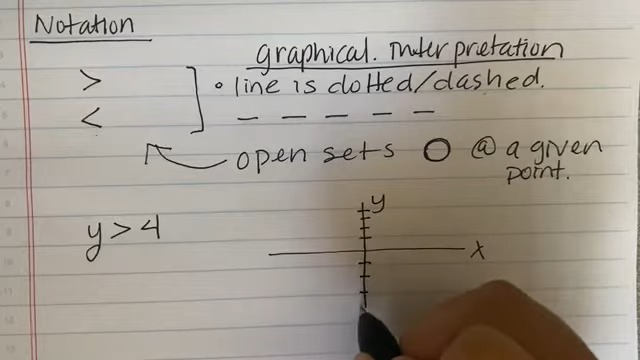 Notation
graphical. Interpretation
>
• line is dotted/dashed.
<
open sets O @ a given
point.
y > 4
y
x